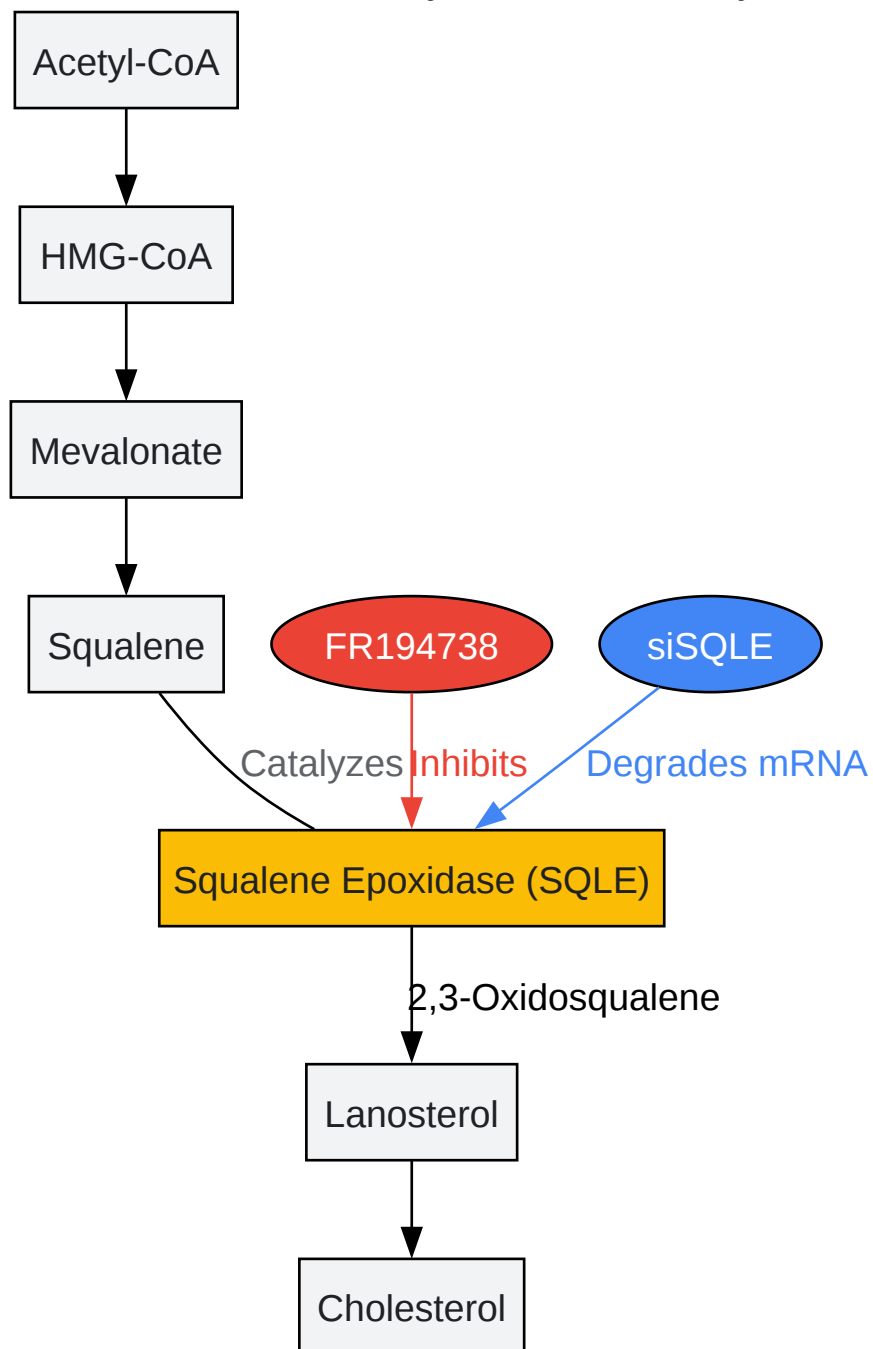 Acetyl-CoA
HMG-CoA
Mevalonate
Squalene
FR194738
siSQLE
Catalyzes
Inhibits
Degrades mRNA
Squalene Epoxidase (SQLE)
2,3-Oxidosqualene
Lanosterol
Cholesterol